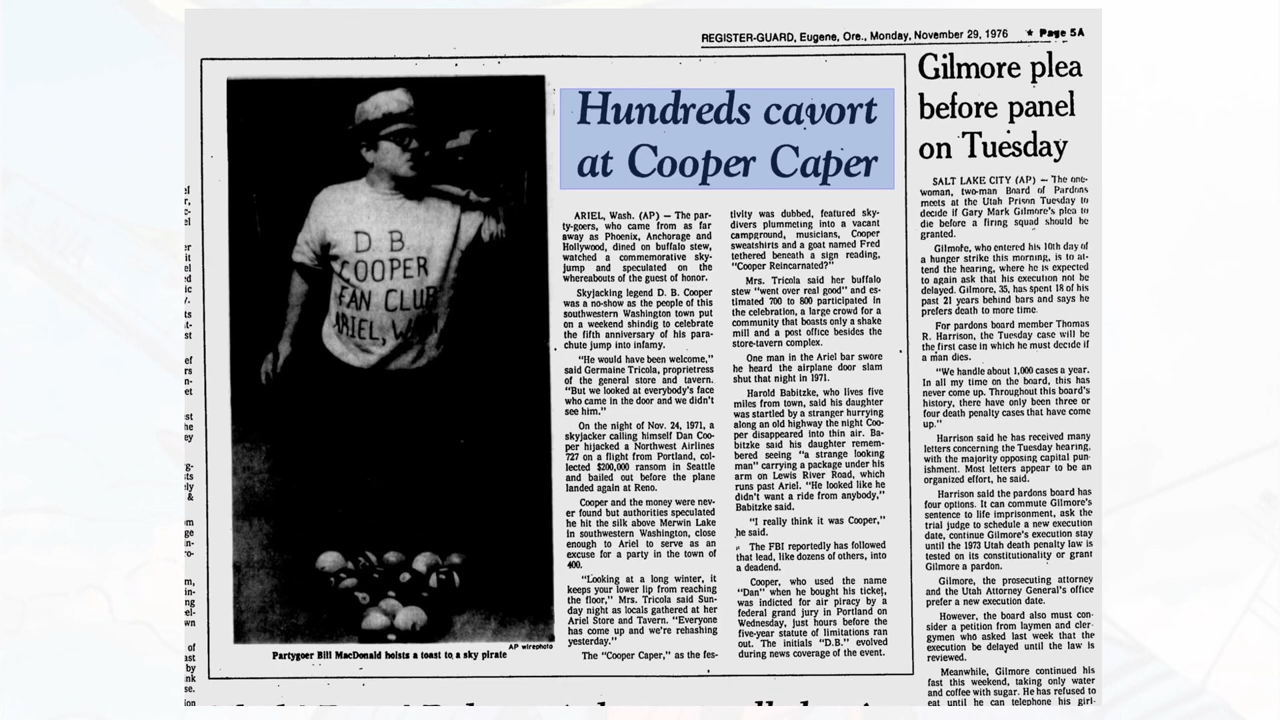 REGISTER-GUARD, Eugene, Ore., Monday, November 29, 1976 ★ Page 5A
D. B.
COOPER
FAN CLUB
ARIEL,
AP wirephoto
Partygoer Bill MacDonald hoists a toast to a sky pirate
Hundreds cavort
at Cooper Caper
ARIEL, Wash. (AP) — The par-
ty-goers, who came from as far
away as Phoenix, Anchorage and
Hollywood, dined on buffalo stew,
watched a commemorative sky-
jump and speculated on the
whereabouts of the guest of honor.
Skyjacking legend D. B. Cooper
was a no-show as the people of this
southwestern Washington town put
on a weekend shindig to celebrate
the fifth anniversary of his para-
chute jump into infamy.
"He would have been welcome,"
said Germaine Tricola, proprietress
of the general store and tavern.
"But we looked at everybody's face
who came in the door and we didn't
see him."
On the night of Nov. 24, 1971, a
skyjacker calling himself Dan Coo-
per hijacked a Northwest Airlines
727 on a flight from Portland, col-
lected $200,000 ransom in Seattle
and bailed out before the plane
landed again at Reno.
Cooper and the money were nev-
er found but authorities speculated
he hit the silk above Merwin Lake
in southwestern Washington, close
enough to Ariel to serve as an
excuse for a party in the town of
400.
"Looking at a long winter, it
keeps your lower lip from reaching
the floor," Mrs. Tricola said Sun-
day night as locals gathered at her
Ariel Store and Tavern. "Everyone
has come up and we're rehashing
yesterday."
The "Cooper Caper," as the fes-
tivity was dubbed, featured sky-
divers plummeting into a vacant
campground, musicians, Cooper
sweatshirts and a goat named Fred
tethered beneath a sign reading,
"Cooper Reincarnated?"
Mrs. Tricola said her buffalo
stew "went over real good" and es-
timated 700 to 800 participated in
the celebration, a large crowd for a
community that boasts only a shake
mill and a post office besides the
store-tavern complex.
One man in the Ariel bar swore
he heard the airplane door slam
shut that night in 1971.
Harold Babitzke, who lives five
miles from town, said his daughter
was startled by a stranger hurrying
along an old highway the night Coo-
per disappeared into thin air. Ba-
bitzke said his daughter remem-
bered seeing "a strange looking
man" carrying a package under his
arm on Lewis River Road, which
runs past Ariel. "He looked like he
didn't want a ride from anybody,"
Babitzke said.
"I really think it was Cooper,"
he said.
The FBI reportedly has followed
that lead, like dozens of others, into
a deadend.
Cooper, who used the name
"Dan" when he bought his ticket,
was indicted for air piracy by a
federal grand jury in Portland on
Wednesday, just hours before the
five-year statute of limitations ran
out. The initials "D.B." evolved
during news coverage of the event.
Gilmore plea
before panel
on Tuesday
SALT LAKE CITY (AP) — The one-
woman, two-man Board of Pardons
meets at the Utah Prison Tuesday to
decide if Gary Mark Gilmore's plea to
die before a firing squad should be
granted.
Gilmore, who entered his 10th day of
a hunger strike this morning, is to at-
tend the hearing, where he is expected
to again ask that his execution not be
delayed. Gilmore, 35, has spent 18 of his
past 21 years behind bars and says he
prefers death to more time.
For pardons board member Thomas
R. Harrison, the Tuesday case will be
the first case in which he must decide if
a man dies.
"We handle about 1,000 cases a year.
In all my time on the board, this has
never come up. Throughout this board's
history, there have only been three or
four death penalty cases that have come
up."
Harrison said he has received many
letters concerning the Tuesday hearing,
with the majority opposing capital pun-
ishment. Most letters appear to be an
organized effort, he said.
Harrison said the pardons board has
four options. It can commute Gilmore's
sentence to life imprisonment, ask the
trial judge to schedule a new execution
date, continue Gilmore's execution stay
until the 1973 Utah death penalty law is
tested on its constitutionality or grant
Gilmore a pardon.
Gilmore, the prosecuting attorney
and the Utah Attorney General's office
prefer a new execution date.
However, the board also must con-
sider a petition from laymen and cler-
gymen who asked last week that the
execution be delayed until the law is
reviewed.
Meanwhile, Gilmore continued his
fast this weekend, taking only water
and coffee with sugar. He has refused to
eat until he can telephone his girl-